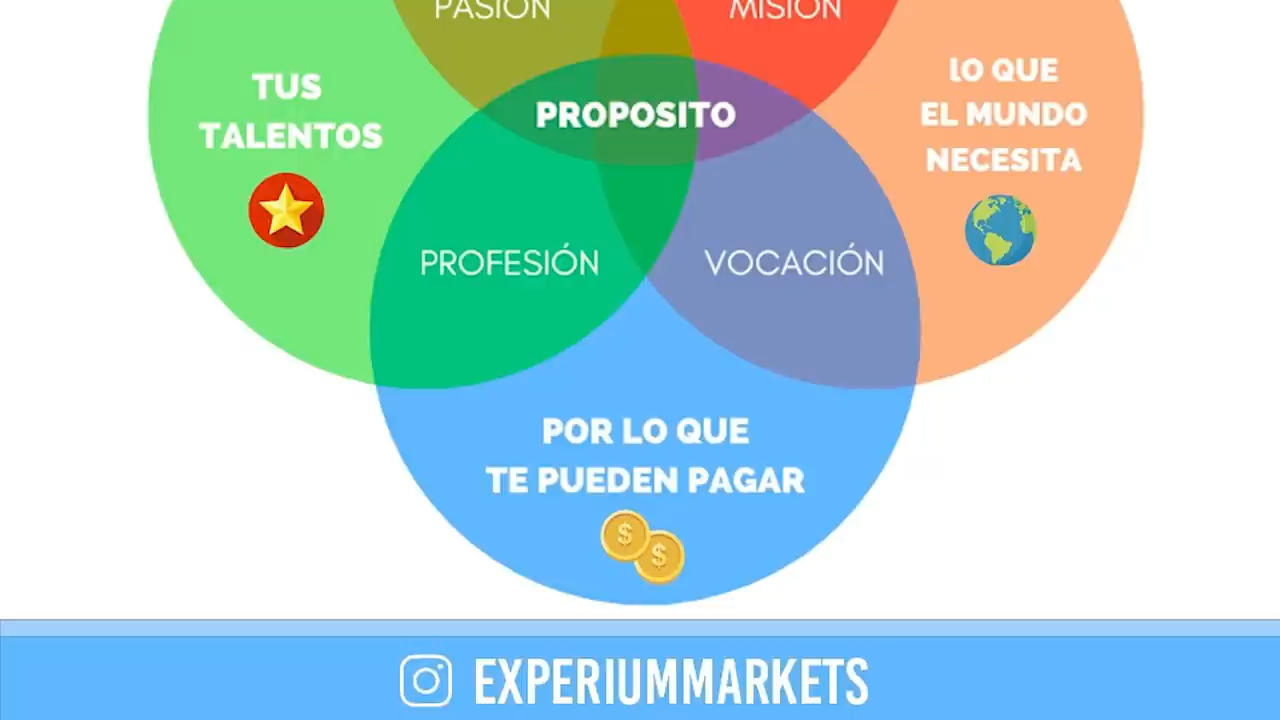 PASIÓN
MISIÓN
TUS
TALENTOS
PROPOSITO
LO QUE
EL MUNDO
NECESITA
PROFESIÓN
VOCACIÓN
POR LO QUE
TE PUEDEN PAGAR
$
$
EXPERIUMMARKETS